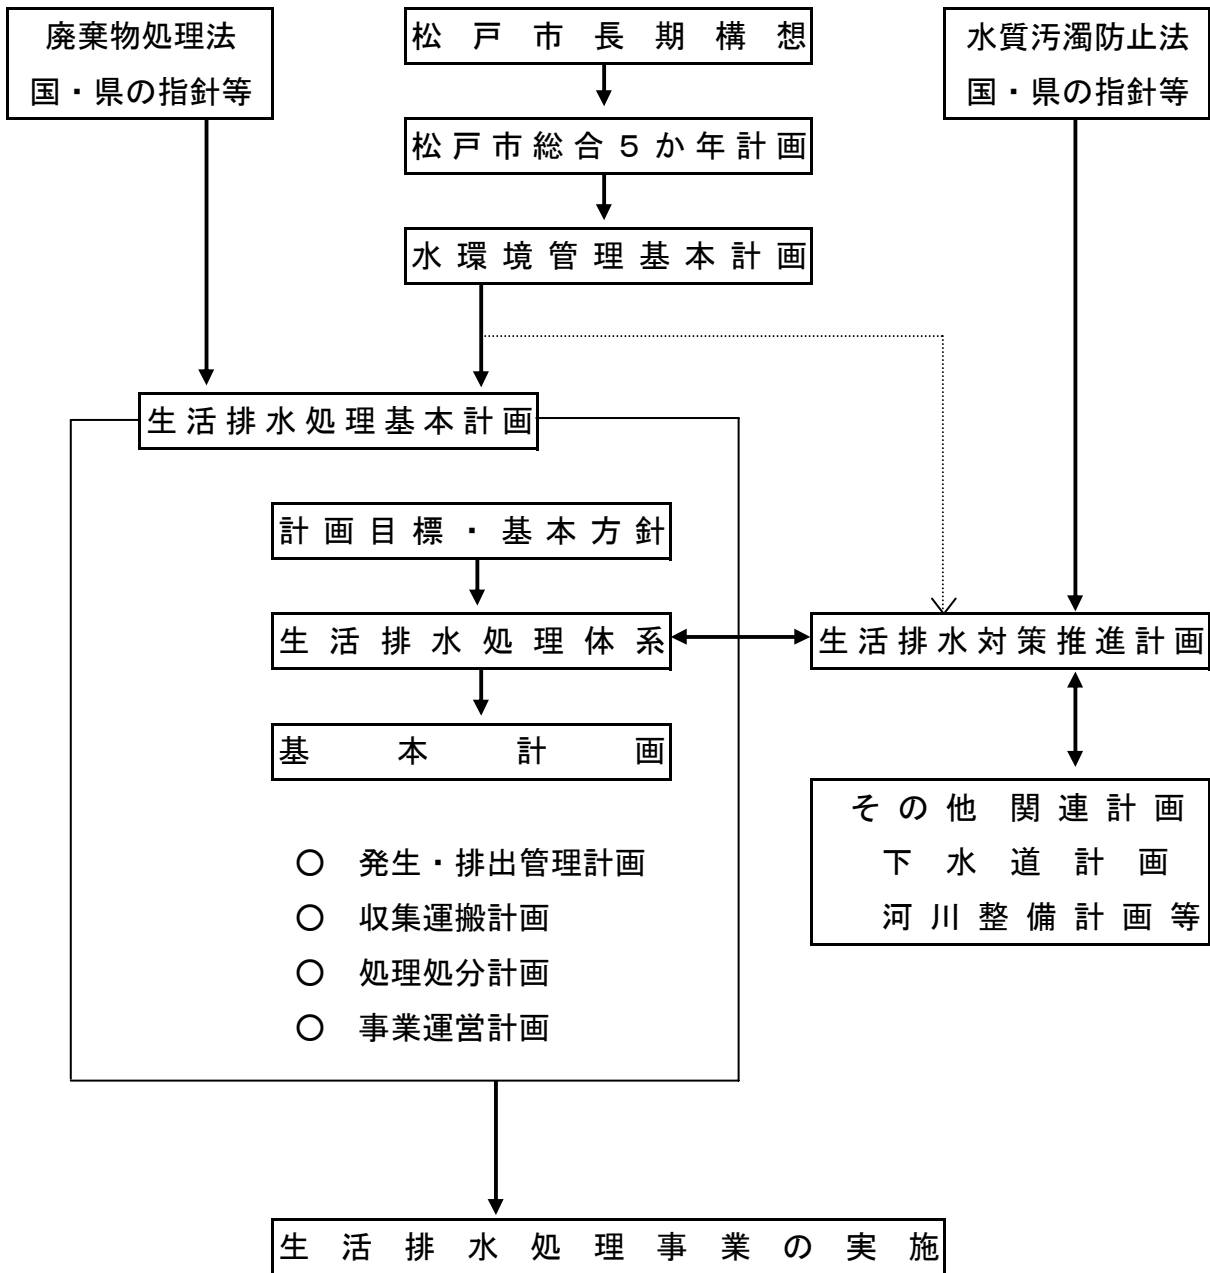 廃棄物処理法
国・県の指針等
松戸市長期構想
水質汚濁防止法
国・県の指針等
松戸市総合5か年計画
水環境管理基本計画
生活排水処理基本計画
計画目標・基本方針
生活排水処理体系
生活排水対策推進計画
基本計画
その他 関連計画
下水道計画
河川整備計画等
○ 発生・排出管理計画
○ 収集運搬計画
○ 処理処分計画
○ 事業運営計画
生活排水処理事業の実施